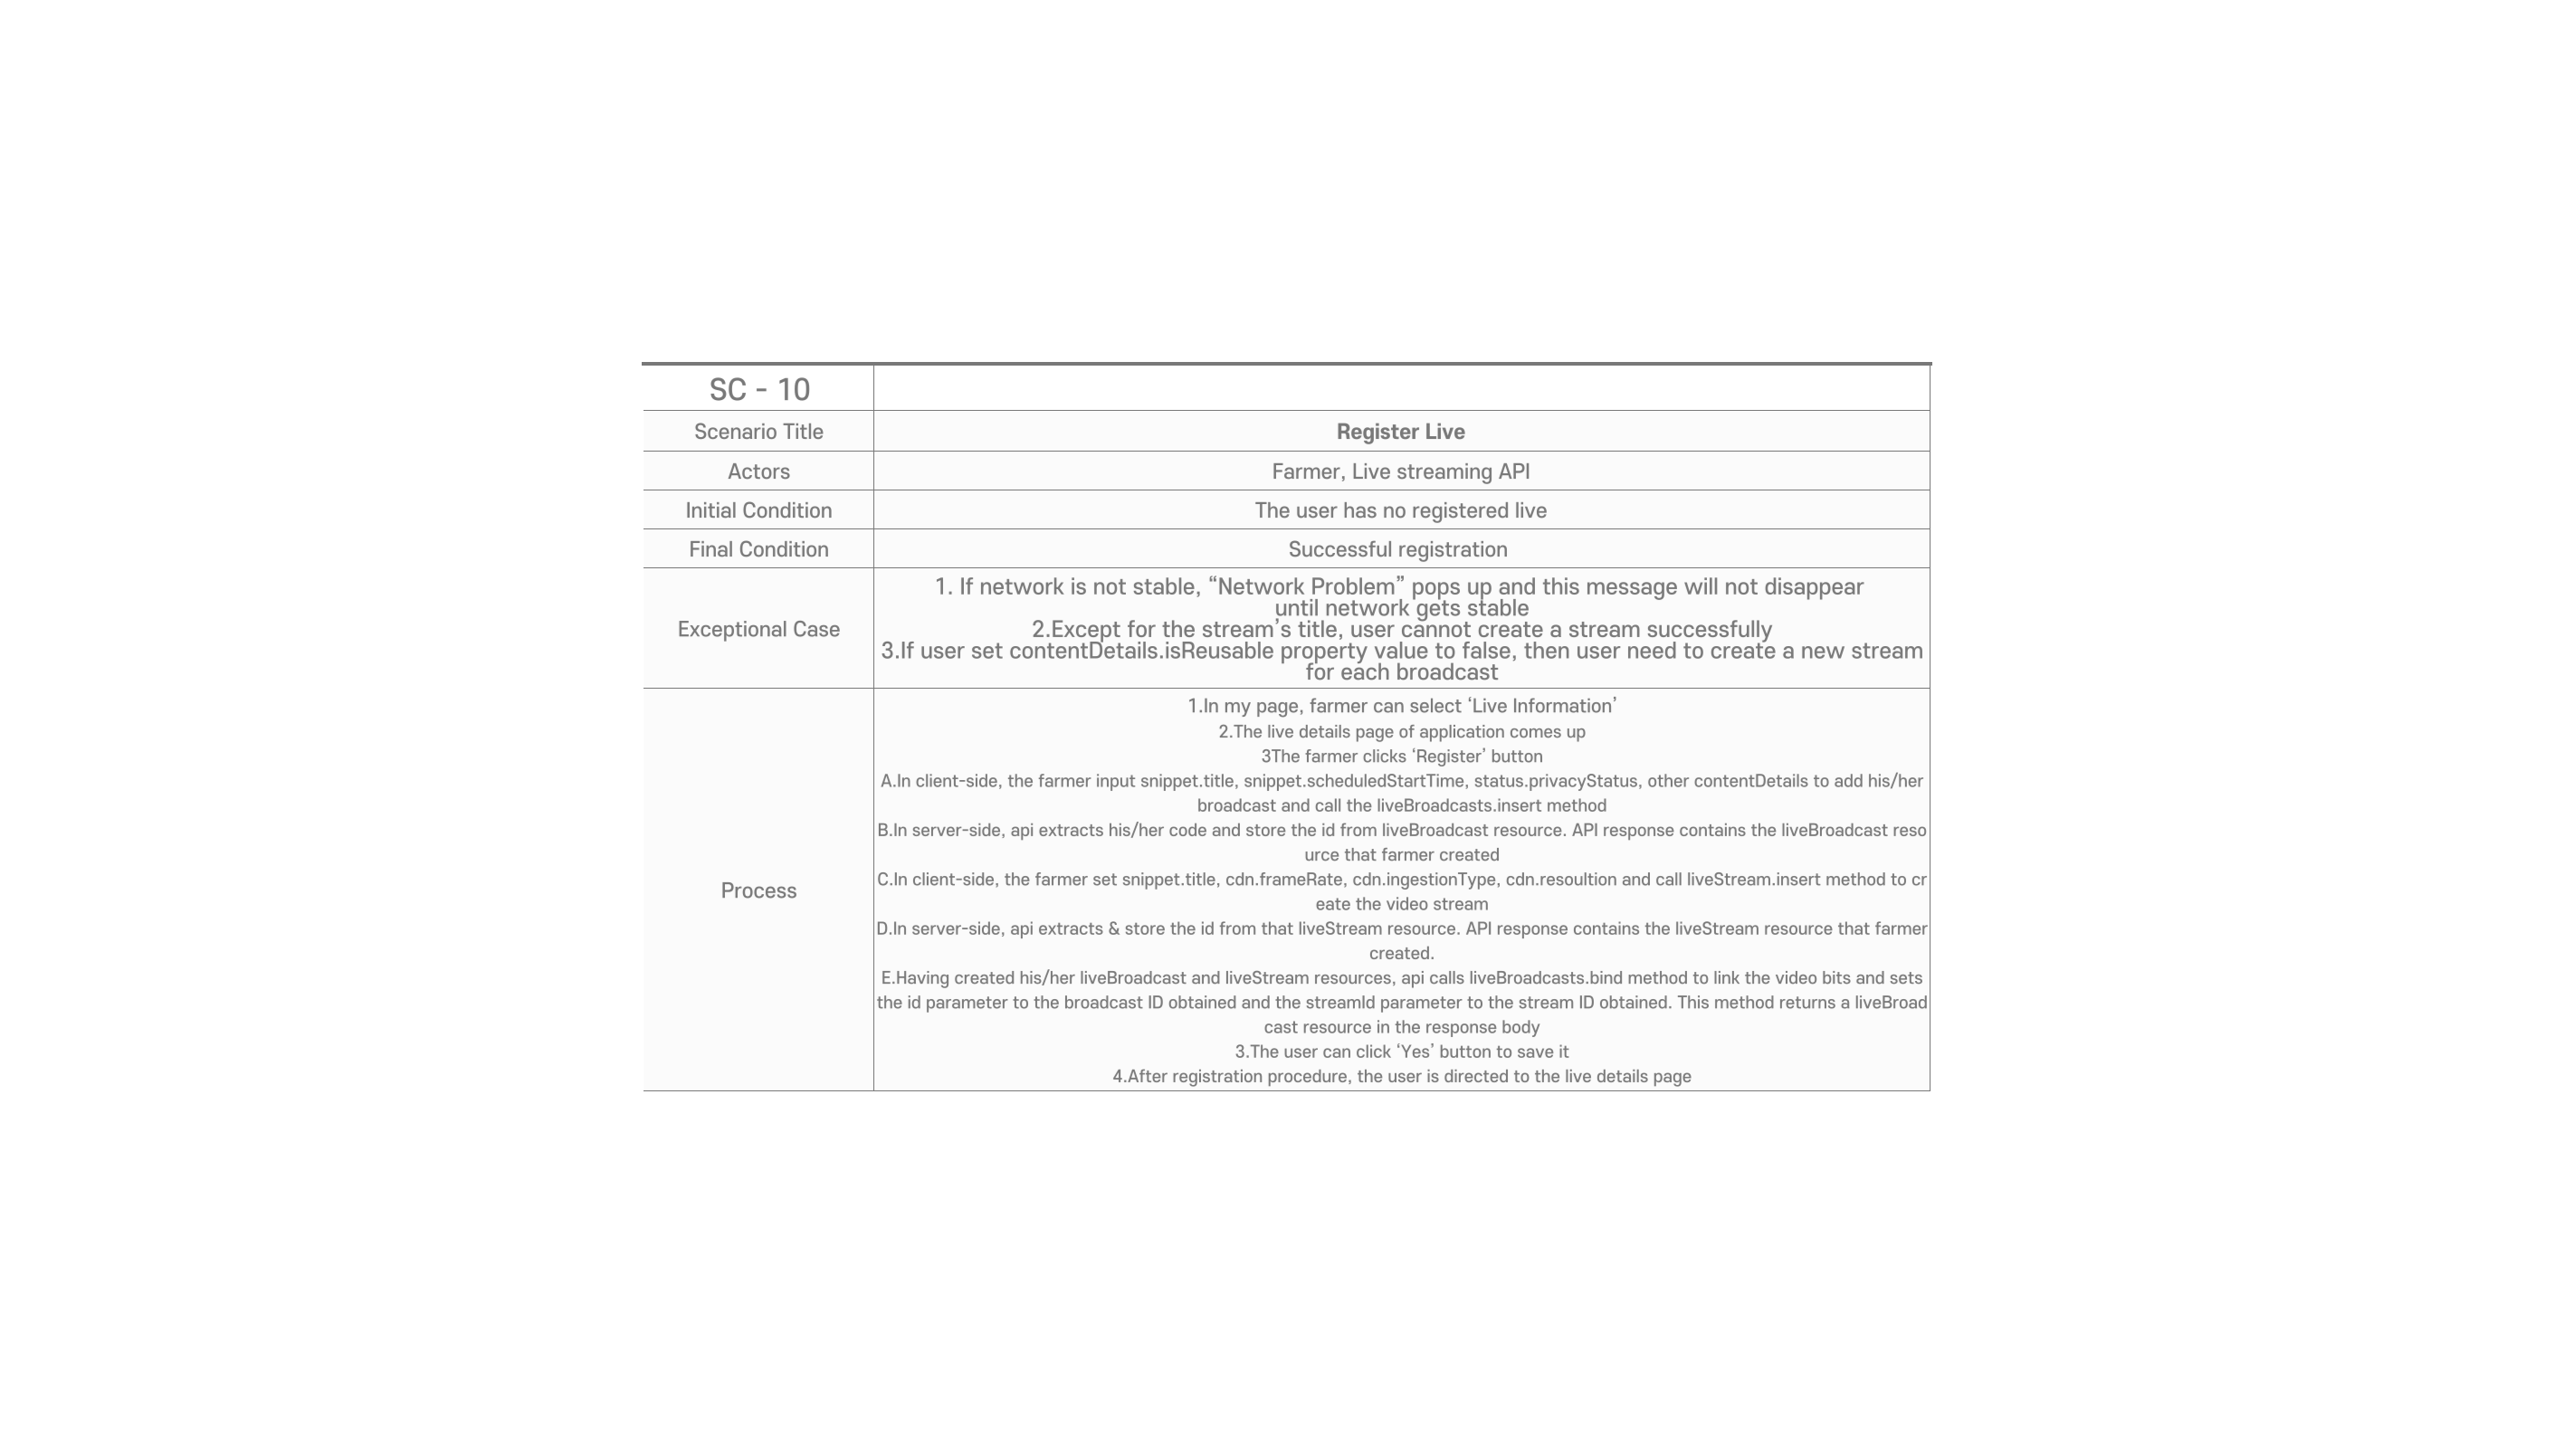 SC - 10
Scenario Title
Register Live
Actors
Farmer, Live streaming API
Initial Condition
The user has no registered live
Final Condition
Successful registration
Exceptional Case
1. If network is not stable, “Network Problem” pops up and this message will not disappear
until network gets stable
2.Except for the stream’s title, user cannot create a stream successfully
3.If user set contentDetails.isReusable property value to false, then user need to create a new stream
for each broadcast
Process
1.In my page, farmer can select ‘Live Information’
2.The live details page of application comes up
3The farmer clicks ‘Register’ button
A.In client-side, the farmer input snippet.title, snippet.scheduledStartTime, status.privacyStatus, other contentDetails to add his/her
broadcast and call the liveBroadcasts.insert method
B.In server-side, api extracts his/her code and store the id from liveBroadcast resource. API response contains the liveBroadcast reso
urce that farmer created
C.In client-side, the farmer set snippet.title, cdn.frameRate, cdn.ingestionType, cdn.resoultion and call liveStream.insert method to cr
eate the video stream
D.In server-side, api extracts & store the id from that liveStream resource. API response contains the liveStream resource that farmer
created.
E.Having created his/her liveBroadcast and liveStream resources, api calls liveBroadcasts.bind method to link the video bits and sets
the id parameter to the broadcast ID obtained and the streamId parameter to the stream ID obtained. This method returns a liveBroad
cast resource in the response body
3.The user can click ‘Yes’ button to save it
4.After registration procedure, the user is directed to the live details page